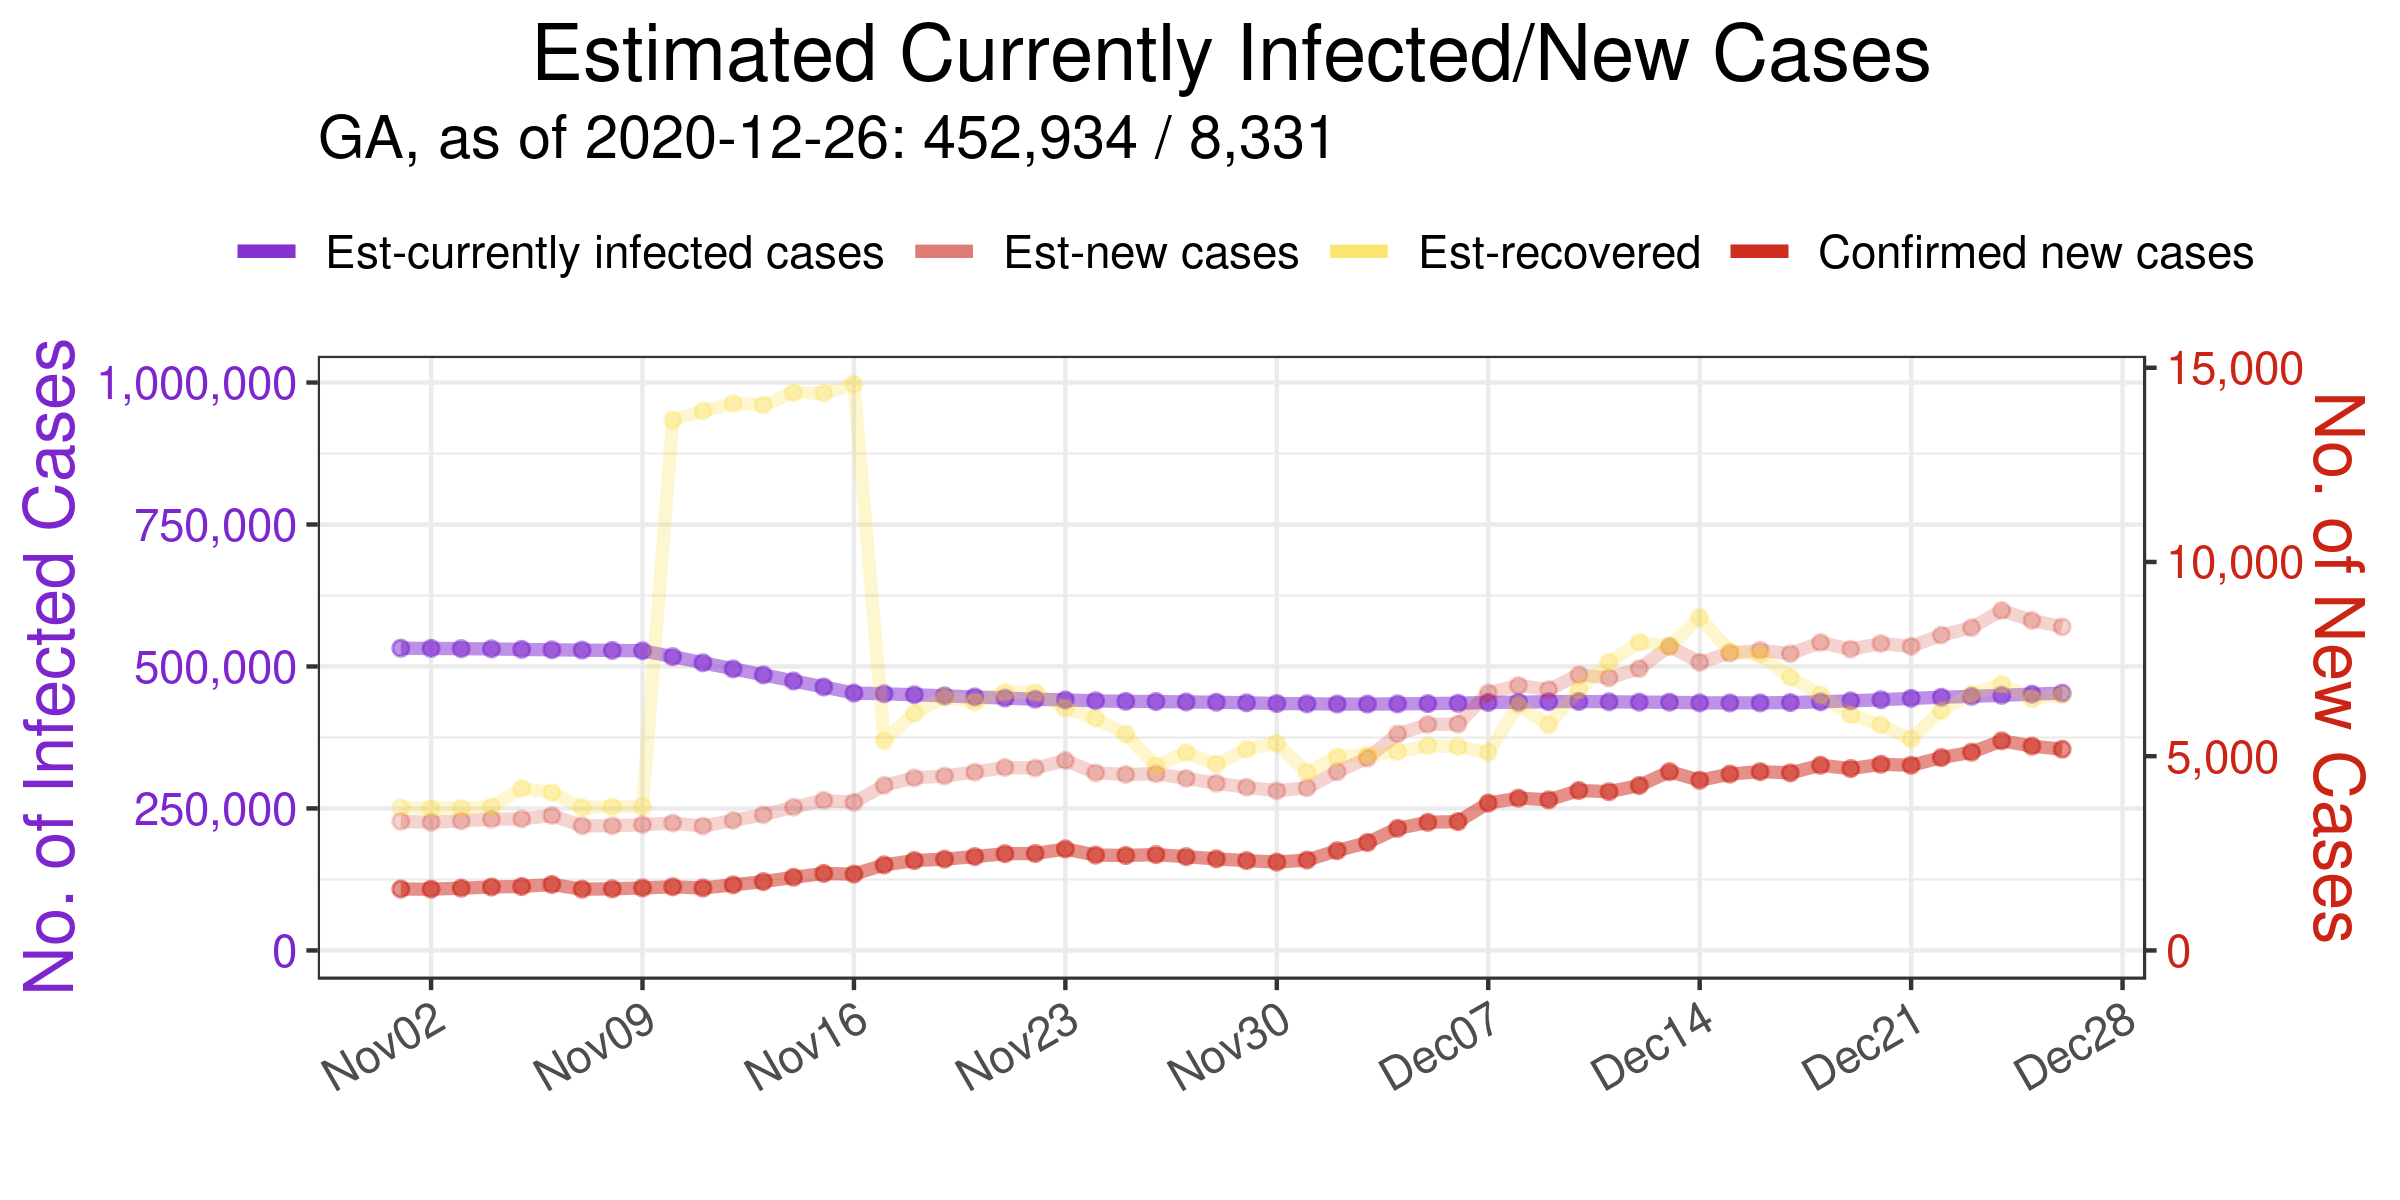 Estimated Currently Infected/New Cases
GA, as of 2020-12-26: 452,934 / 8,331
Est-currently infected cases Est-new cases Est-recovered Confirmed new cases
No. of Infected Cases
1,000,000
750,000
500,000
250,000
0
15,000
10,000
5,000
0
No. of New Cases
Nov02 Nov09 Nov16 Nov23 Nov30 Dec07 Dec14 Dec21 Dec28